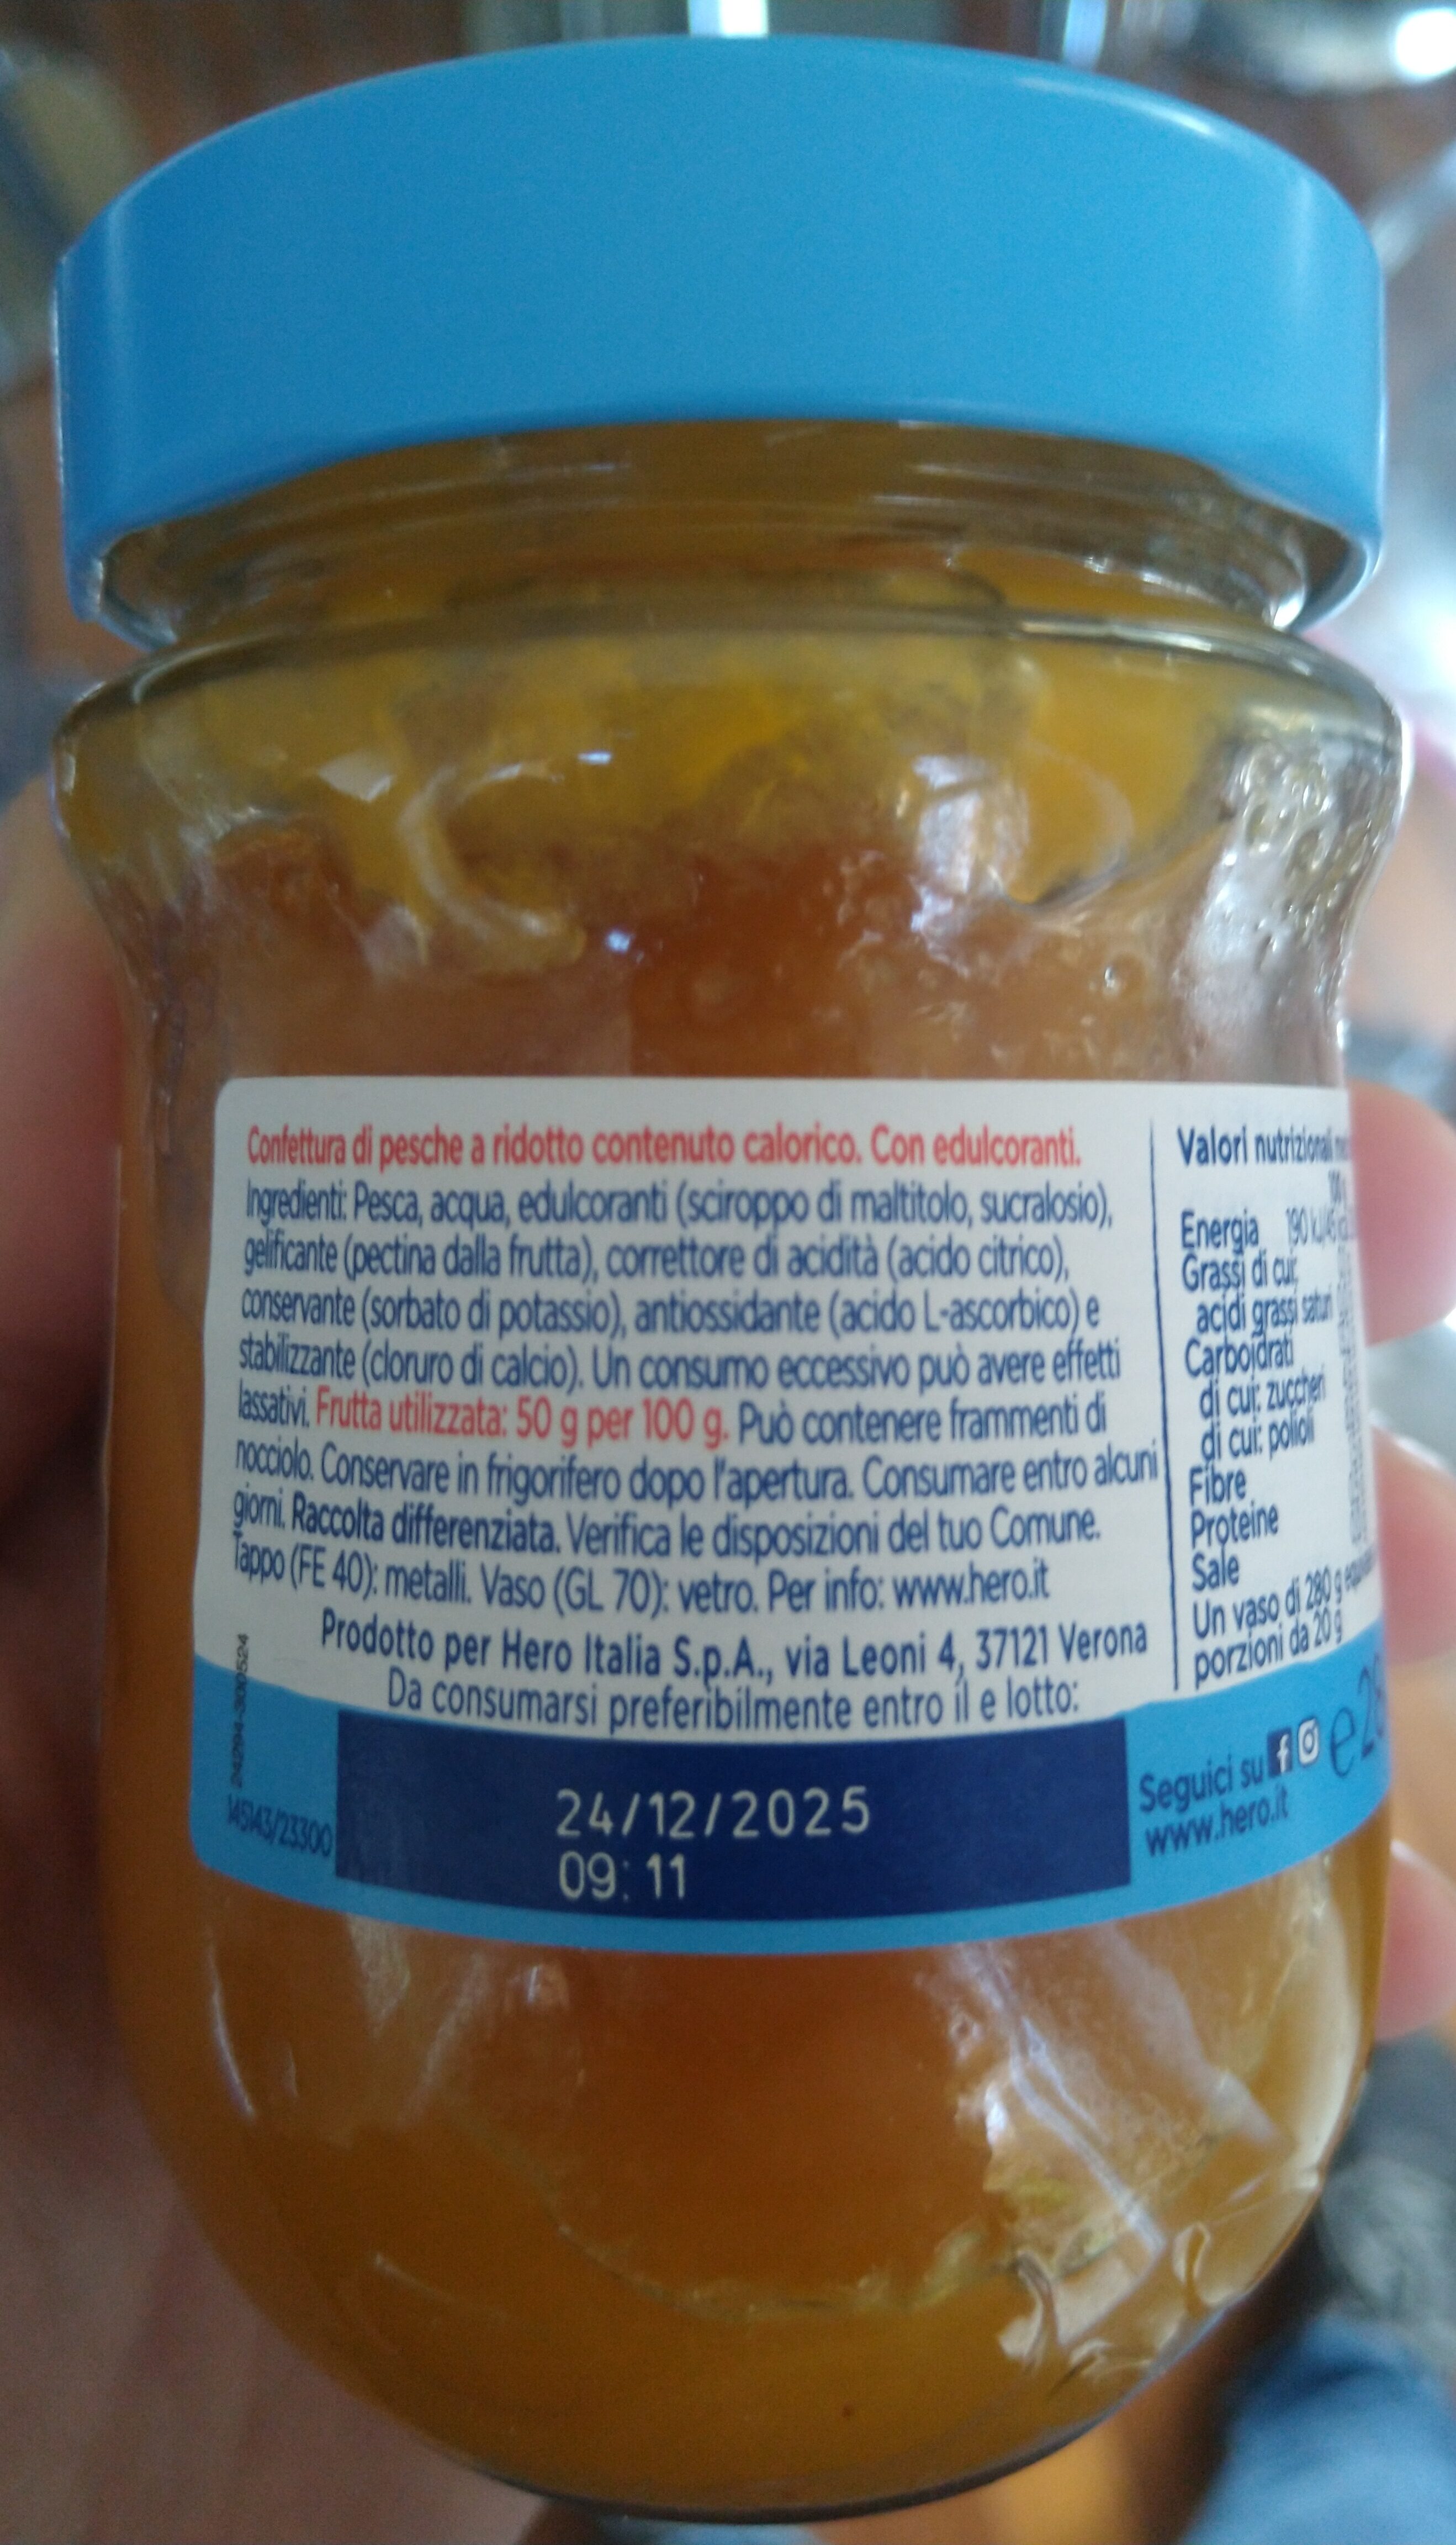 Confettura di pesche a ridotto contenuto calorico. Con edulcoranti.
Ingredienti: Pesca, acqua, edulcoranti (sciroppo di maltitolo, sucralosio),
gelificante (pectina dalla frutta), correttore di acidità (acido citrico),
conservante (sorbato di potassio), antiossidante (acido L-ascorbico) e
stabilizzante (cloruro di calcio). Un consumo eccessivo può avere effetti
lassativi. Frutta utilizzata: 50 g per 100 g. Può contenere frammenti di
nocciolo. Conservare in frigorifero dopo l'apertura. Consumare entro alcuni
giorni. Raccolta differenziata. Verifica le disposizioni del tuo Comune.
Tappo (FE 40): metalli. Vaso (GL 70): vetro. Per info: www.hero.it
Prodotto per Hero Italia S.p.A., via Leoni 4, 37121 Verona
Da consumarsi preferibilmente entro il e lotto:
24/12/2025
09:11
24294-300524
145143/23300
Valori nutrizionali
100 g
Energia 190 kJ/45
Grassi di cui:
acidi grassi saturi
Carboidrati
di cui: zuccheri
di cui: polioli
Fibre
Proteine
Sale
Un vaso di 280 g
porzioni da 20 g
Seguici su
www.hero.it
e